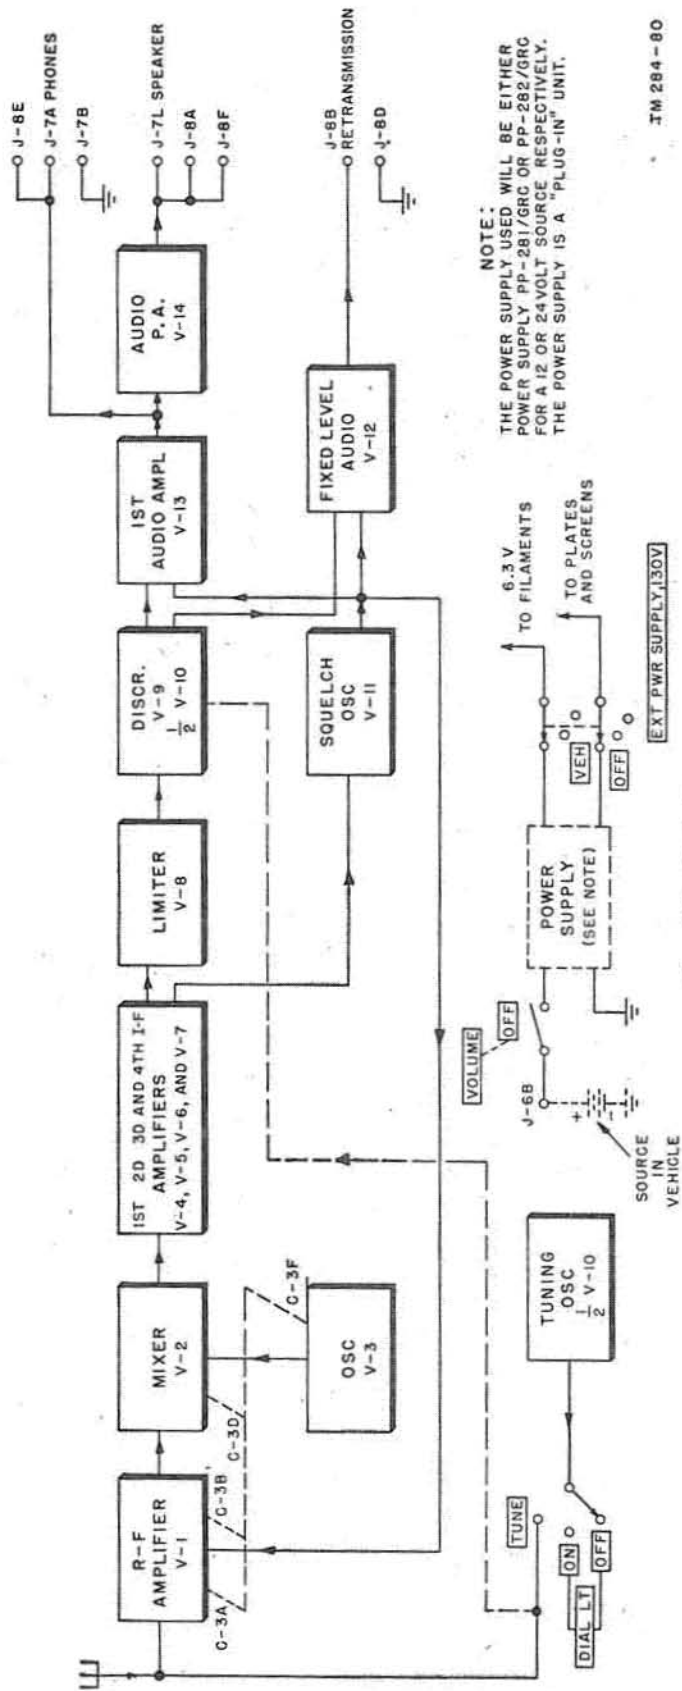 R-F
AMPLIFIER
V-1
MIXER
V-2
1ST 2D 3D AND 4TH I-F
AMPLIFIERS
V-4, V-5, V-6, AND V-7
LIMITER
V-8
DISCR.
V-9
1/2 V-10
1ST
AUDIO AMPL
V-13
AUDIO
P.A.
V-14
J-8E
J-7A PHONES
J-7B
J-7L SPEAKER
J-8A
J-8F
C-3A
C-3B
C-3D
C-3F
OSC
V-3
SQUELCH
OSC
V-11
FIXED LEVEL
AUDIO
V-12
J-8B
RETRANSMISSION
J-8D
TUNE
ON
OFF
DIAL LT
TUNING
OSC
1/2 V-10
SOURCE
IN
VEHICLE
J-6B
+
-
VOLUME
OFF
POWER
SUPPLY
(SEE NOTE)
VEH
OFF
EXT PWR SUPPLY,130V
6.3 V
TO FILAMENTS
TO PLATES
AND SCREENS
NOTE:
THE POWER SUPPLY USED WILL BE EITHER
POWER SUPPLY PP-281/GRC OR PP-282/GRC
FOR A 12 OR 24VOLT SOURCE RESPECTIVELY.
THE POWER SUPPLY IS A "PLUG-IN" UNIT.
TM 284-80